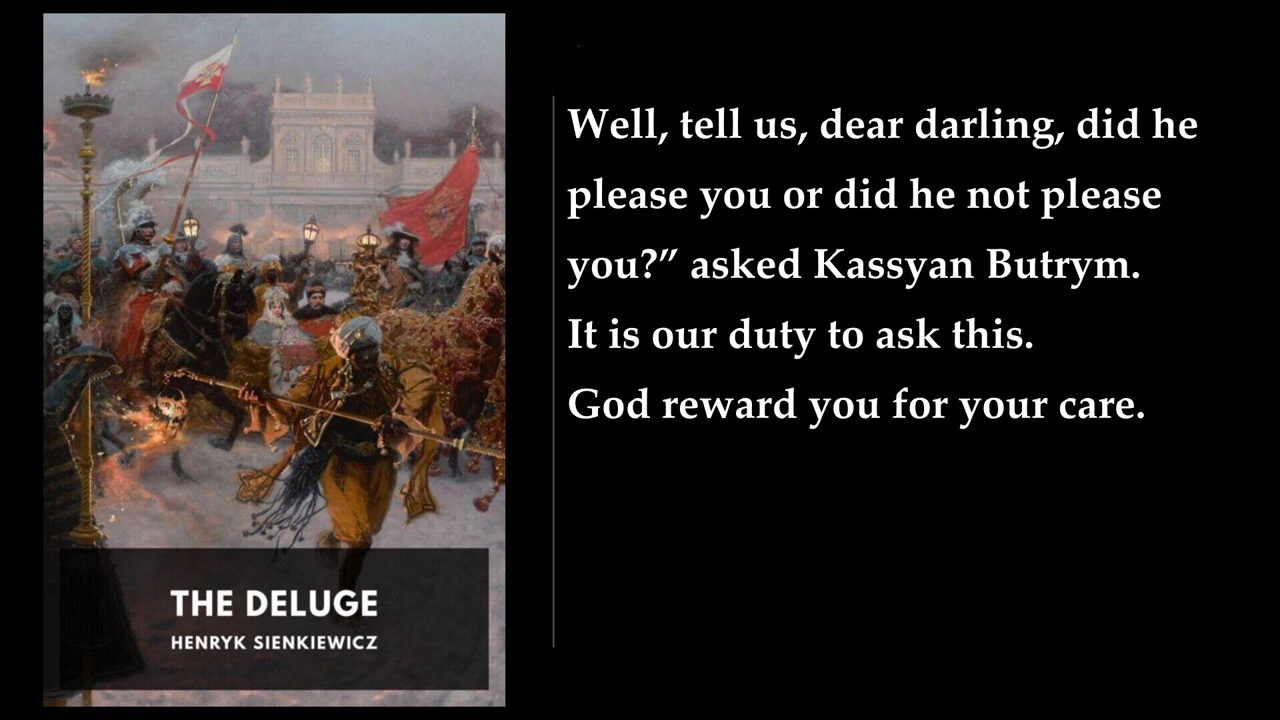 THE DELUGE
HENRYK SIENKIEWICZ
Well, tell us, dear darling, did he
please you or did he not please
you?” asked Kassyan Butrym.
It is our duty to ask this.
God reward you for your care.